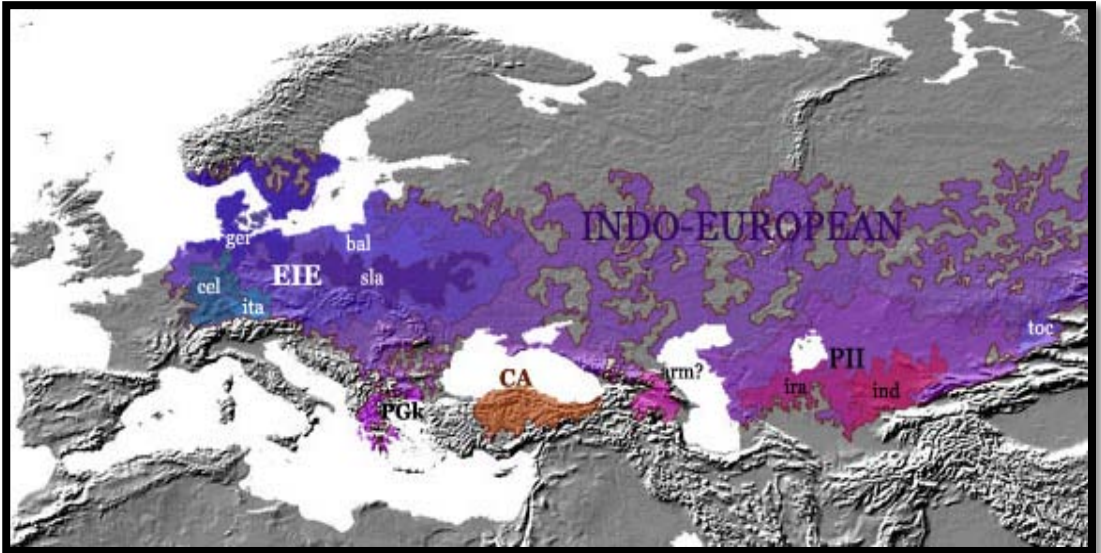 INDO-EUROPEAN
ger
bal
EIE
sla
cel
ita
toc
arm?
PII
CA
ira
ind
PGk